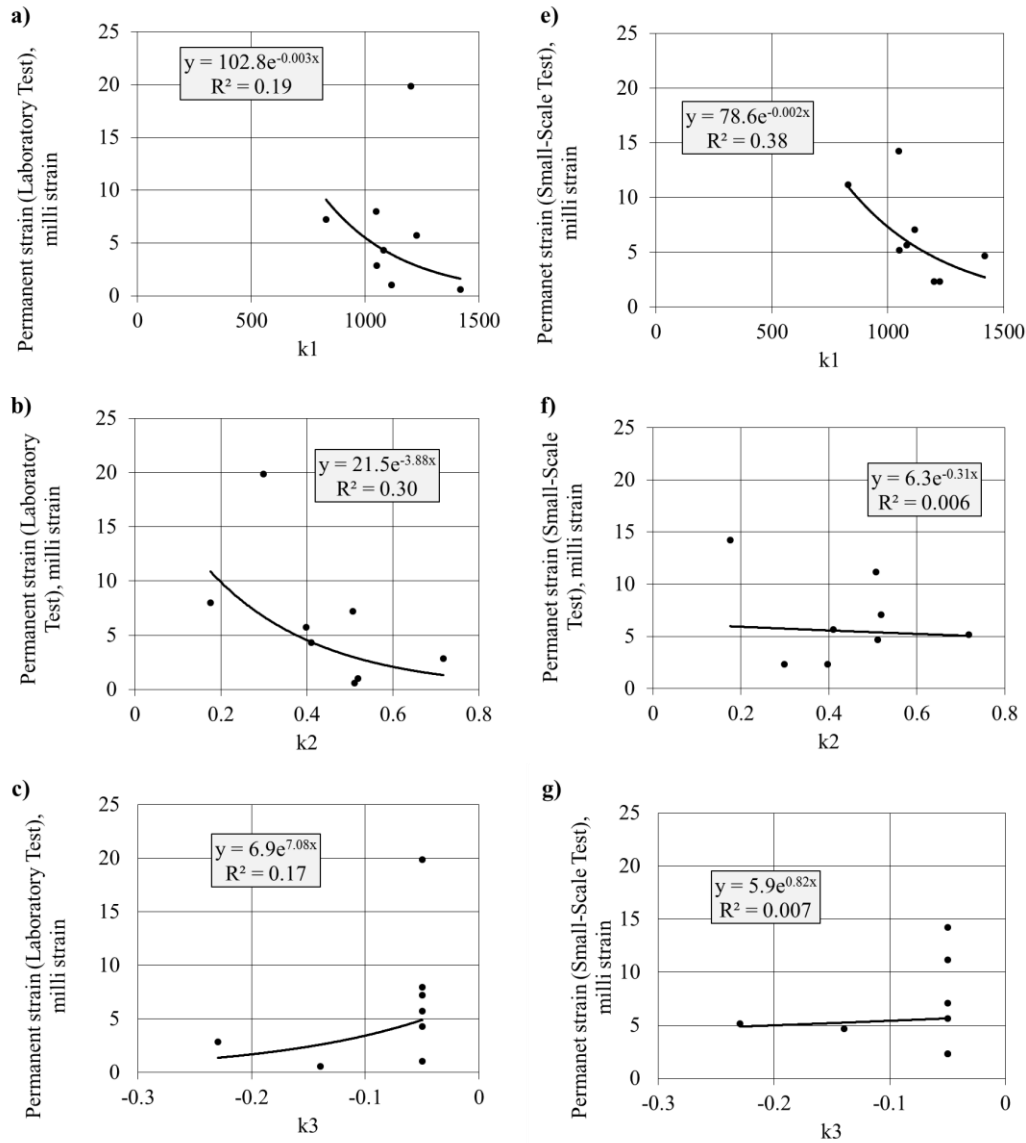 a)
Permanent strain (Laboratory Test),
milli strain
25
20
15
10
5
0
y = 102.8e^-0.003x
R² = 0.19
0 500 1000 1500
k1
e)
Permanet strain (Small-Scale Test),
milli strain
25
20
15
10
5
0
y = 78.6e^-0.002x
R² = 0.38
0 500 1000 1500
k1
b)
Permanent strain (Laboratory
Test), milli strain
25
20
15
10
5
0
y = 21.5e^-3.88x
R² = 0.30
0 0.2 0.4 0.6 0.8
k2
f)
Permanet strain (Small-Scale
Test), milli strain
25
20
15
10
5
0
y = 6.3e^-0.31x
R² = 0.006
0 0.2 0.4 0.6 0.8
k2
c)
Permanent strain (Laboratory Test),
milli strain
25
20
15
10
5
0
y = 6.9e^7.08x
R² = 0.17
-0.3 -0.2 -0.1 0
k3
g)
Permanet strain (Small-Scale Test),
milli strain
25
20
15
10
5
0
y = 5.9e^0.82x
R² = 0.007
-0.3 -0.2 -0.1 0
k3